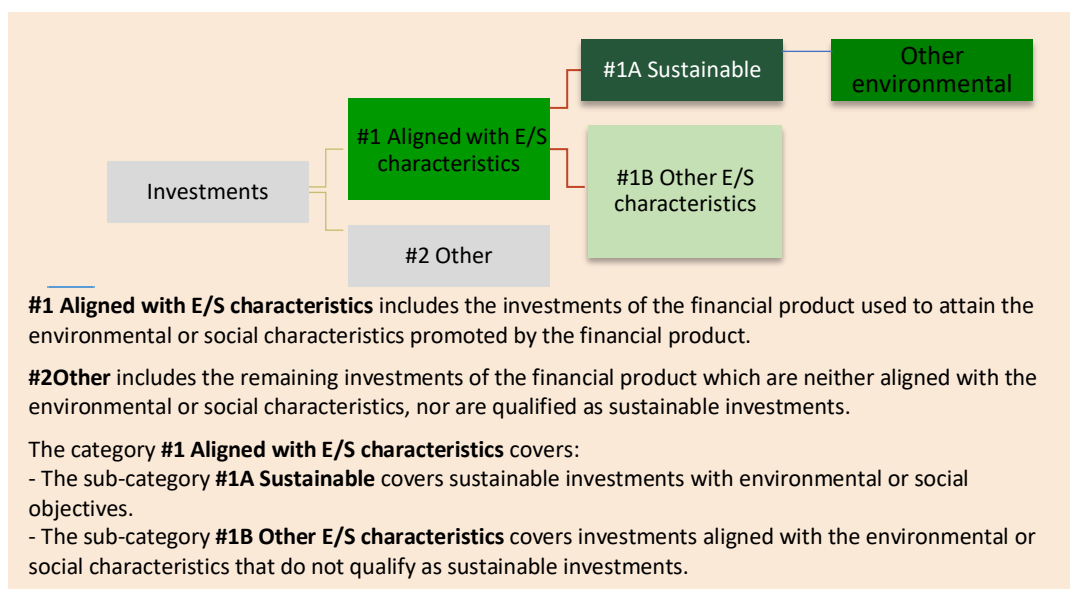 #1A Sustainable
Other
environmental
#1 Aligned with E/S
characteristics
#1B Other E/S
characteristics
Investments
#2 Other
#1 Aligned with E/S characteristics includes the investments of the financial product used to attain the
environmental or social characteristics promoted by the financial product.
#2Other includes the remaining investments of the financial product which are neither aligned with the
environmental or social characteristics, nor are qualified as sustainable investments.
The category #1 Aligned with E/S characteristics covers:
- The sub-category #1A Sustainable covers sustainable investments with environmental or social
objectives.
- The sub-category #1B Other E/S characteristics covers investments aligned with the environmental or
social characteristics that do not qualify as sustainable investments.